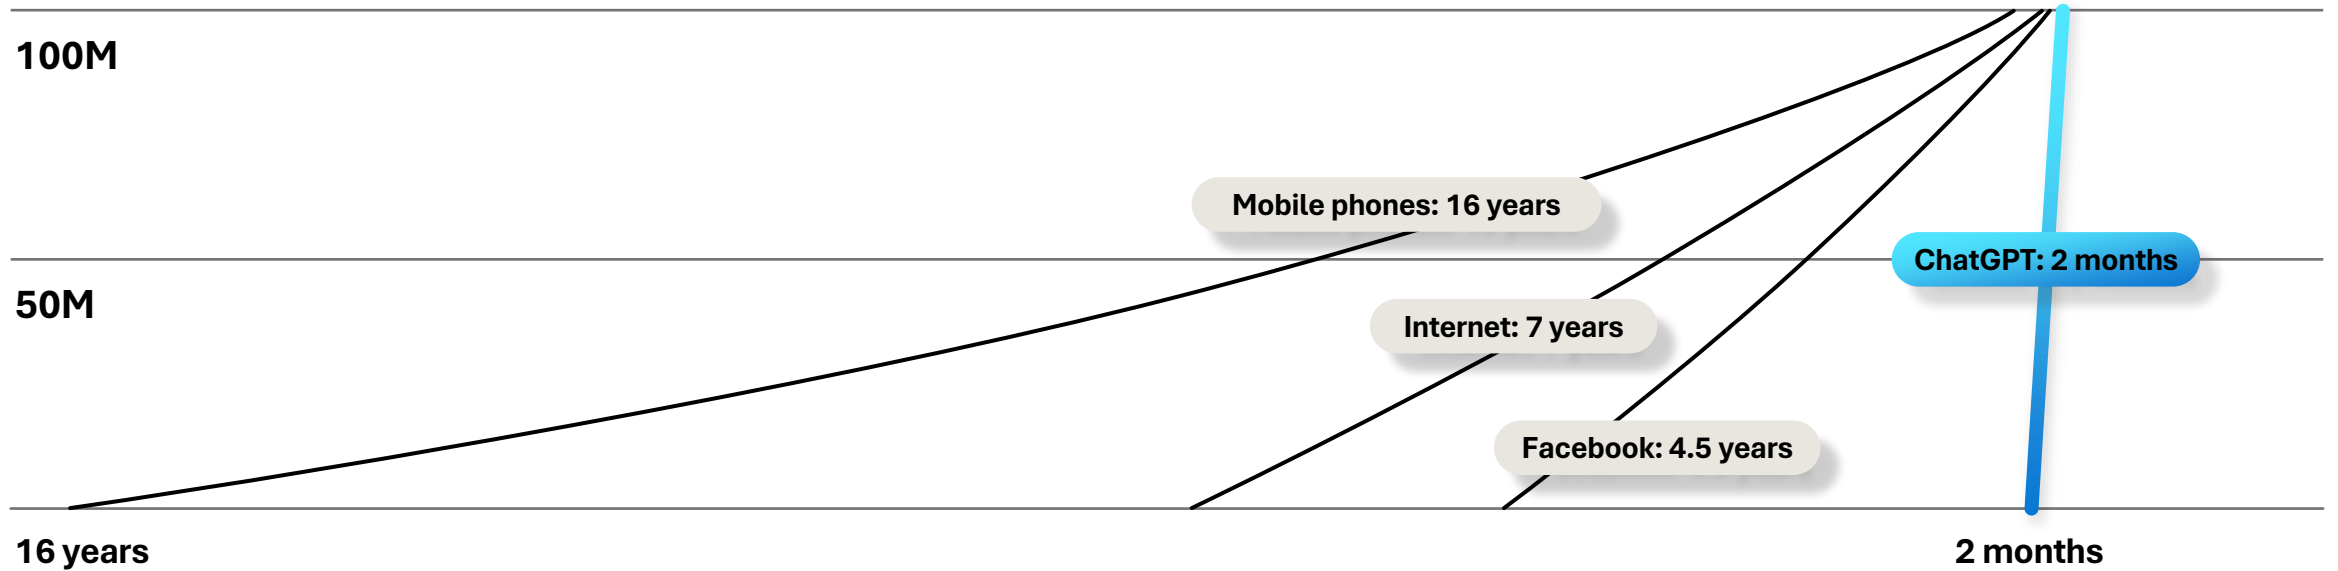 100M
Mobile phones: 16 years
ChatGPT: 2 months
50M
Internet: 7 years
Facebook: 4.5 years
16 years
2 months